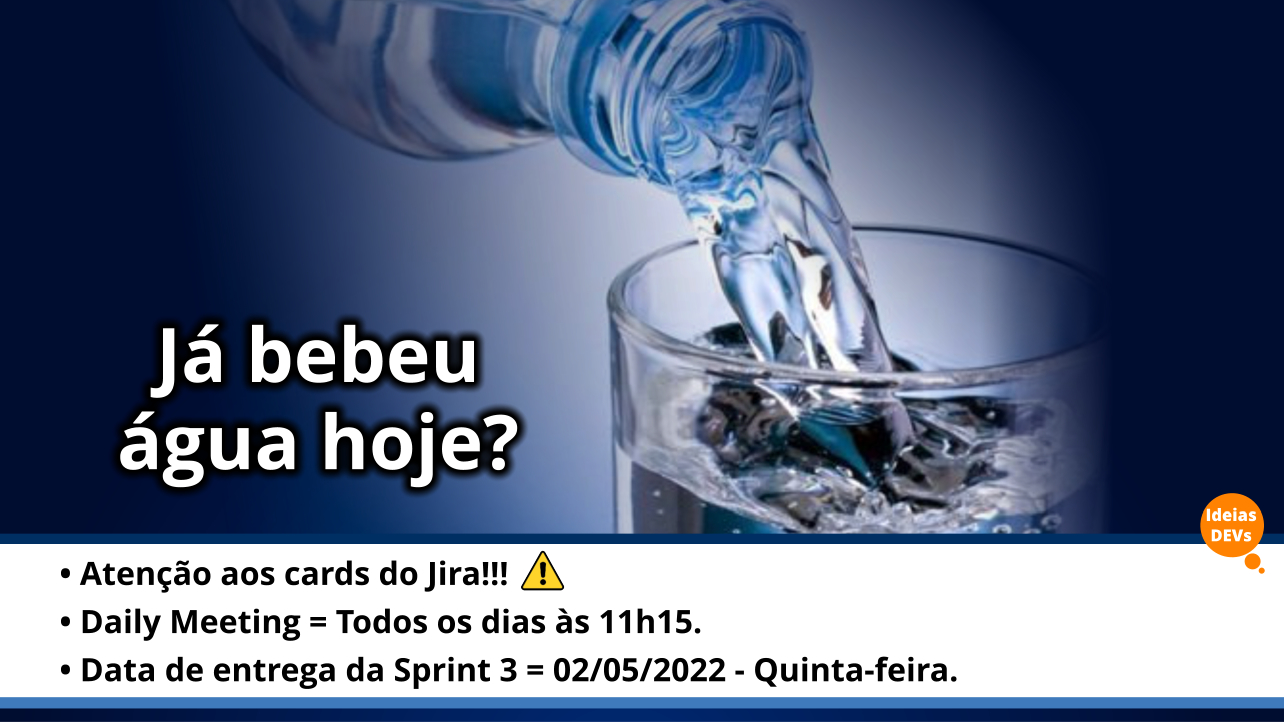 Já bebeu
água hoje?
Ideias
DEVs
• Atenção aos cards do Jira!!! ⚠
• Daily Meeting = Todos os dias às 11h15.
• Data de entrega da Sprint 3 = 02/05/2022 - Quinta-feira.